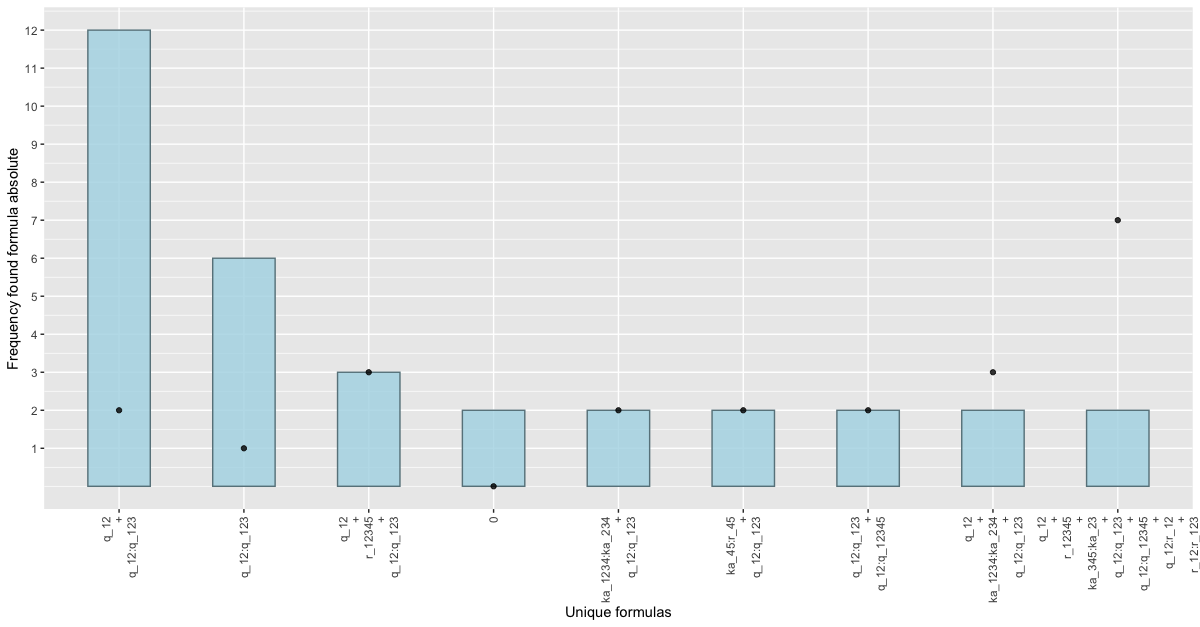 Frequency found formula absolute
12
11
10
9
8
7
6
5
4
3
2
1
q_12
+
q_12:q_123
q_12:q_123
q_12
+
r_12345
+
q_12:q_123
0
ka_1234:ka_234
+
q_12:q_123
ka_45:r_45
+
q_12:q_123
q_12:q_123
+
q_12:q_12345
q_12
+
ka_1234:ka_234
+
q_12:q_123
q_12
+
r_12345
+
ka_345:ka_23
+
q_12:q_123
+
q_12:q_12345
+
q_12:r_12
+
r_12:r_123
Unique formulas